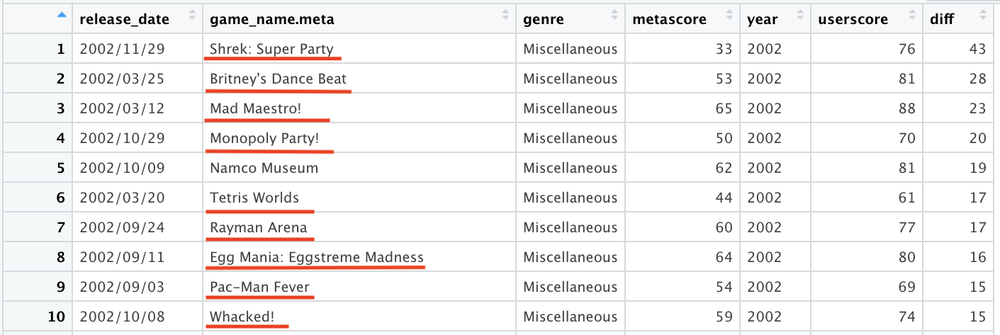 release_date game_name.meta genre metascore year userscore diff
1 2002/11/29 Shrek: Super Party Miscellaneous 33 2002 76 43
2 2002/03/25 Britney's Dance Beat Miscellaneous 53 2002 81 28
3 2002/03/12 Mad Maestro! Miscellaneous 65 2002 88 23
4 2002/10/29 Monopoly Party! Miscellaneous 50 2002 70 20
5 2002/10/09 Namco Museum Miscellaneous 62 2002 81 19
6 2002/03/20 Tetris Worlds Miscellaneous 44 2002 61 17
7 2002/09/24 Rayman Arena Miscellaneous 60 2002 77 17
8 2002/09/11 Egg Mania: Eggstreme Madness Miscellaneous 64 2002 80 16
9 2002/09/03 Pac-Man Fever Miscellaneous 54 2002 69 15
10 2002/10/08 Whacked! Miscellaneous 59 2002 74 15